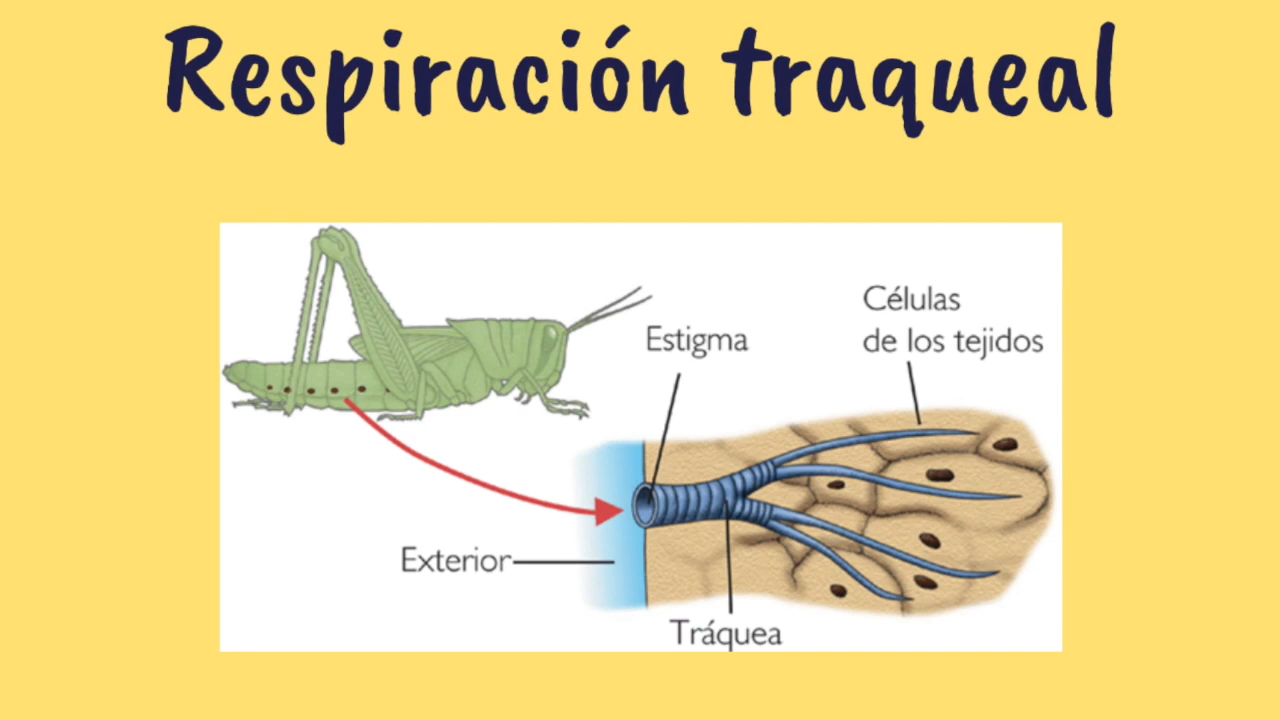 Respiración traqueal
Estigma
Células
de los tejidos
Exterior
Tráquea